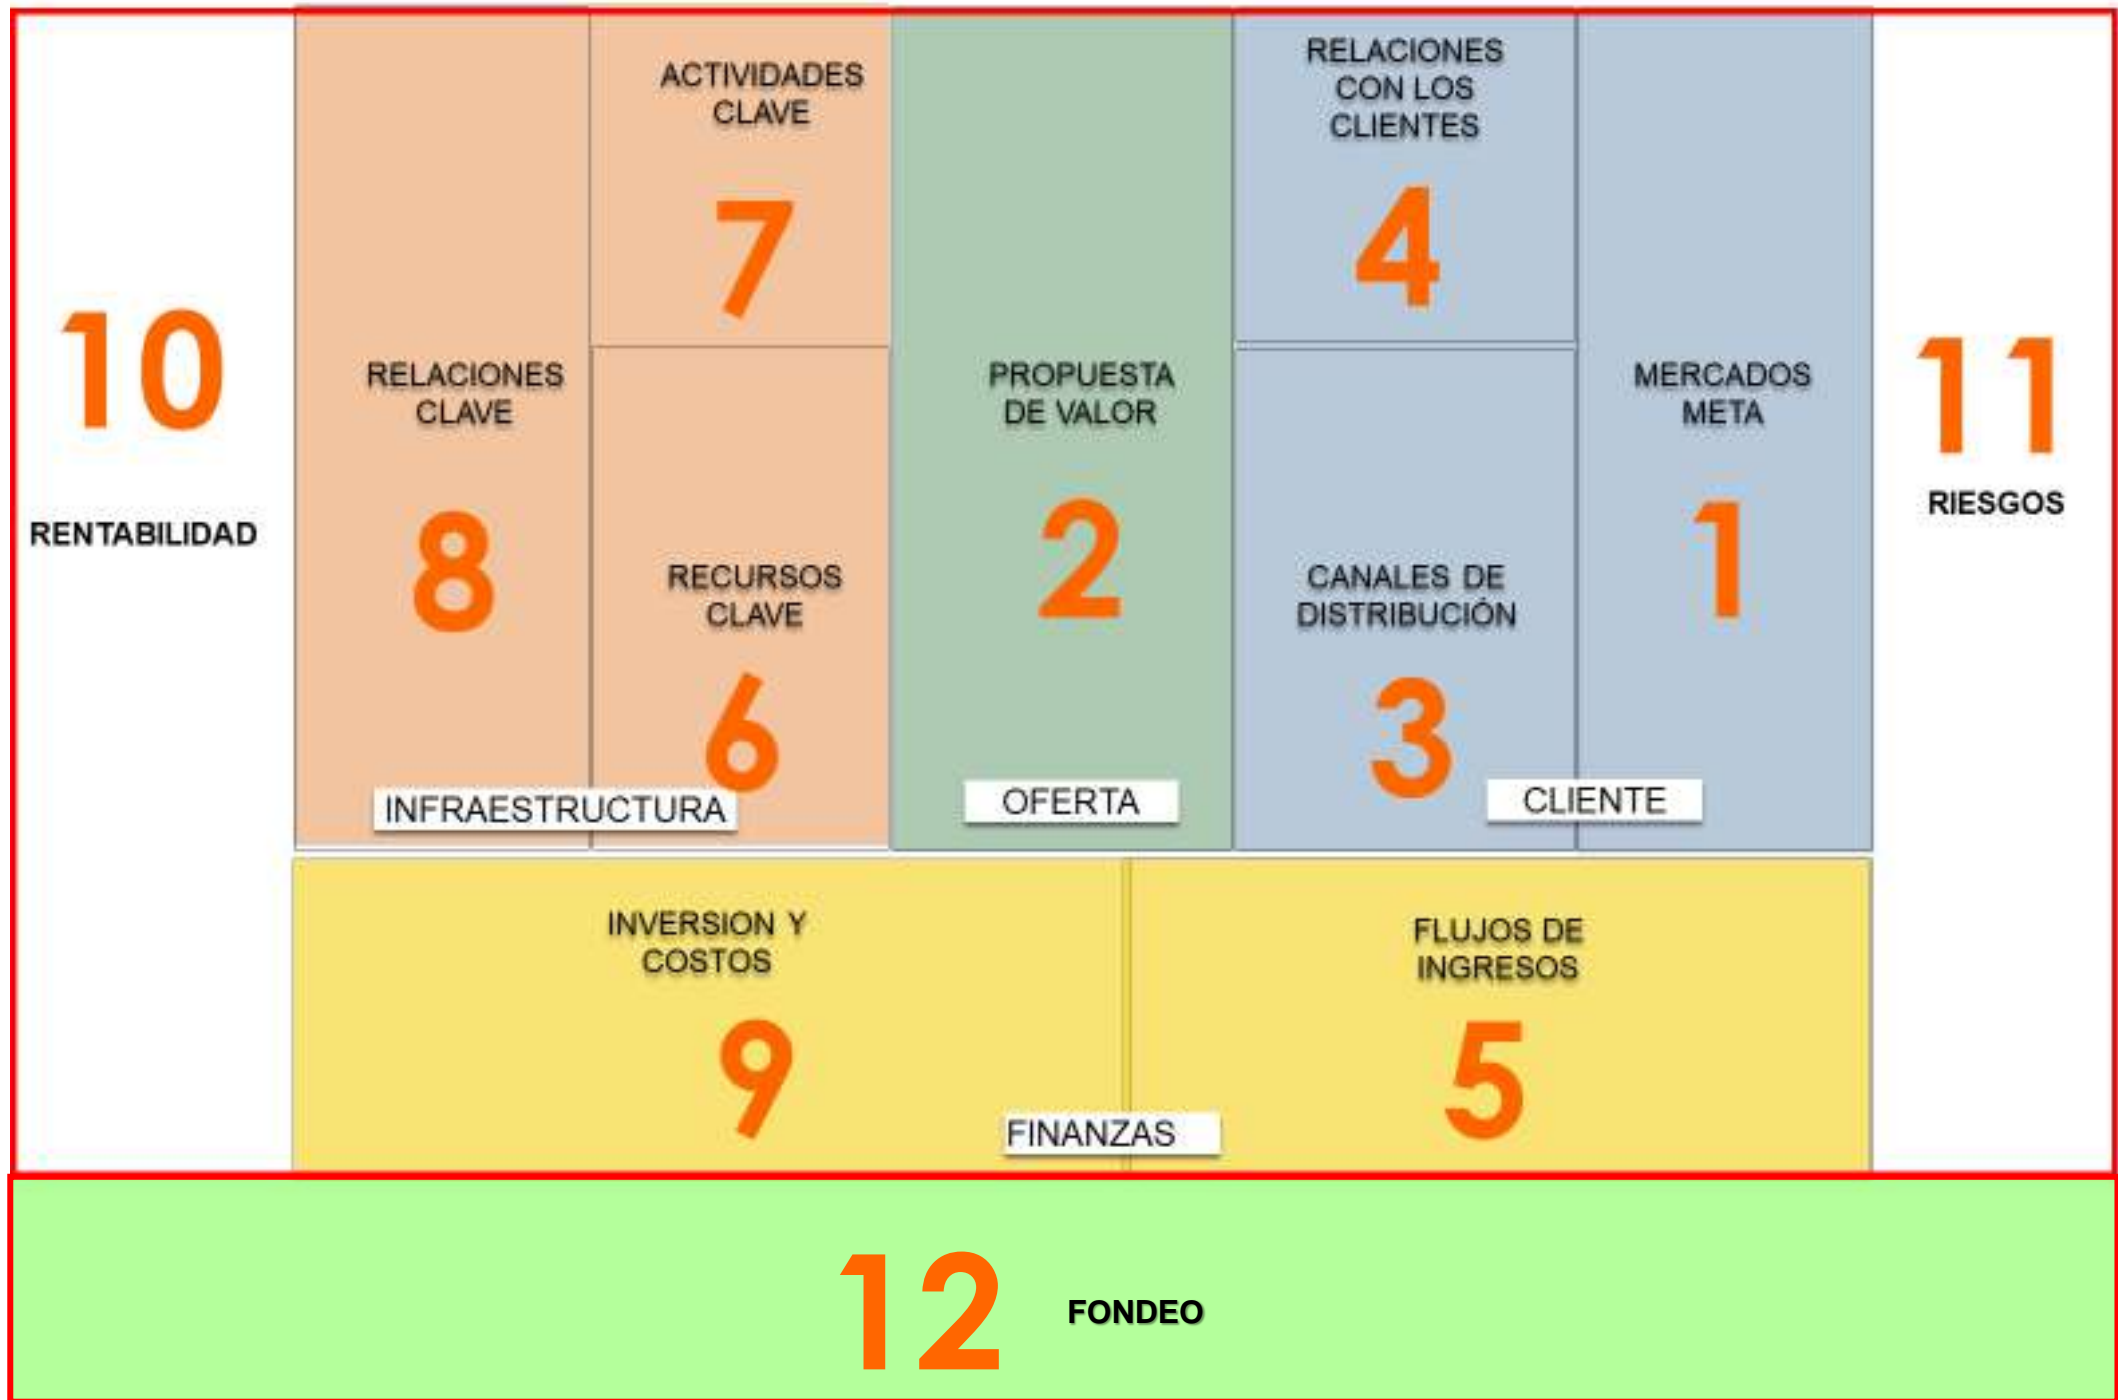 10
RENTABILIDAD
RELACIONES
CLAVE
8
ACTIVIDADES
CLAVE
7
RECURSOS
CLAVE
6
INFRAESTRUCTURA
PROPUESTA
DE VALOR
2
OFERTA
RELACIONES
CON LOS
CLIENTES
4
CANALES DE
DISTRIBUCIÓN
3
MERCADOS
META
1
CLIENTE
11
RIESGOS
INVERSION Y
COSTOS
9
FLUJOS DE
INGRESOS
5
FINANZAS
12 FONDEO